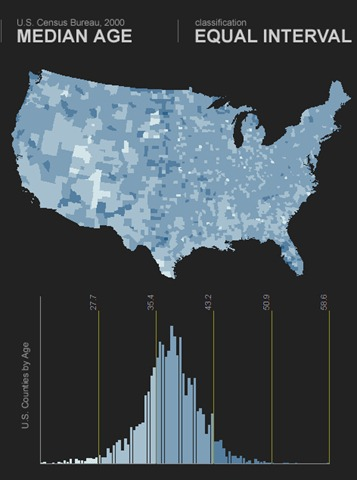 U.S. Census Bureau, 2000
MEDIAN AGE
classification
EQUAL INTERVAL
27.7
35.4
43.2
50.9
58.6
U.S. Counties by Age